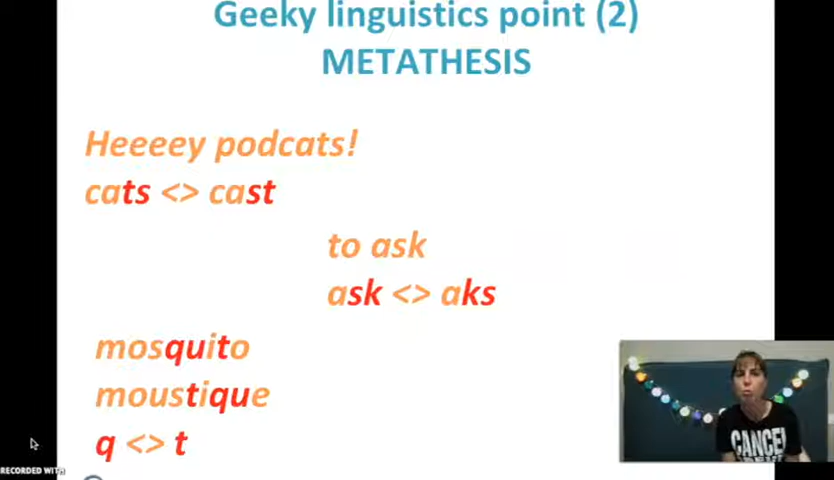 Geeky linguistics point (2)
METATHESIS
Heeeey podcats!
cats <> cast
to ask
ask <> aks
mosquito
moustique
q <> t
CANCEL
RECORDED WITH